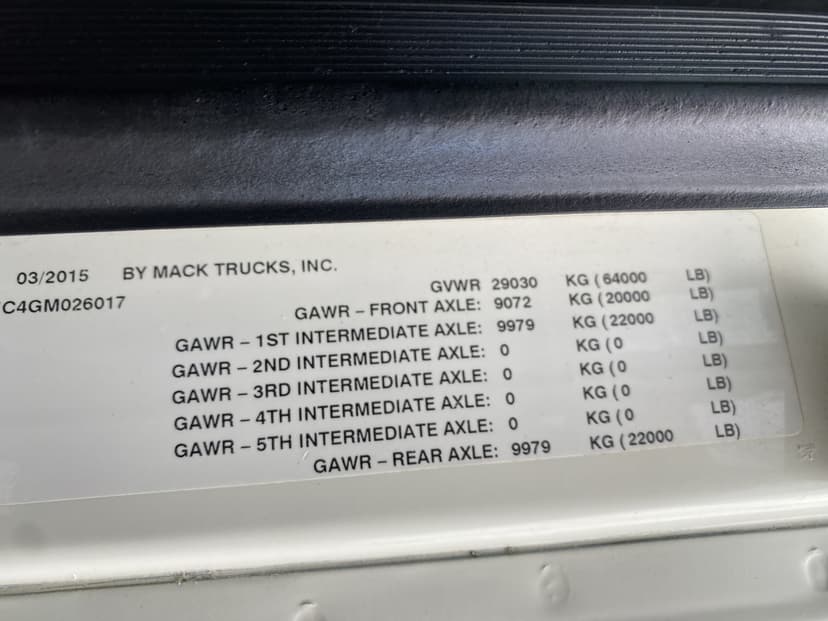 03/2015 BY MACK TRUCKS, INC.
C4GM026017
GVWR 29030 KG ( 64000 LB)
GAWR – FRONT AXLE: 9072 KG ( 20000 LB)
GAWR – 1ST INTERMEDIATE AXLE: 9979 KG ( 22000 LB)
GAWR – 2ND INTERMEDIATE AXLE: 0 KG ( 0 LB)
GAWR – 3RD INTERMEDIATE AXLE: 0 KG ( 0 LB)
GAWR – 4TH INTERMEDIATE AXLE: 0 KG ( 0 LB)
GAWR – 5TH INTERMEDIATE AXLE: 0 KG ( 0 LB)
GAWR – REAR AXLE: 9979 KG ( 22000 LB)